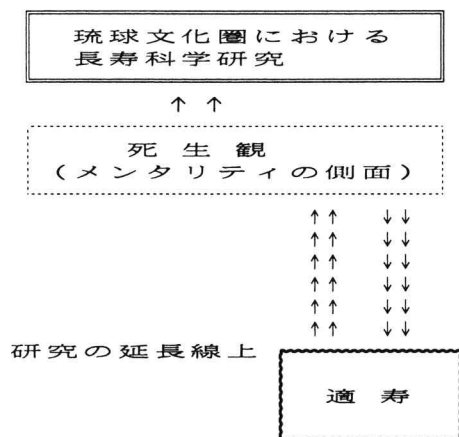 琉球文化圏における
長寿科学研究
↑ ↑
死生観
(メンタリティの側面)
↑↑ ↓↓
↑↑ ↓↓
↑↑ ↓↓
↑↑ ↓↓
↑↑ ↓↓
↑↑ ↓↓
研究の延長線上
適寿